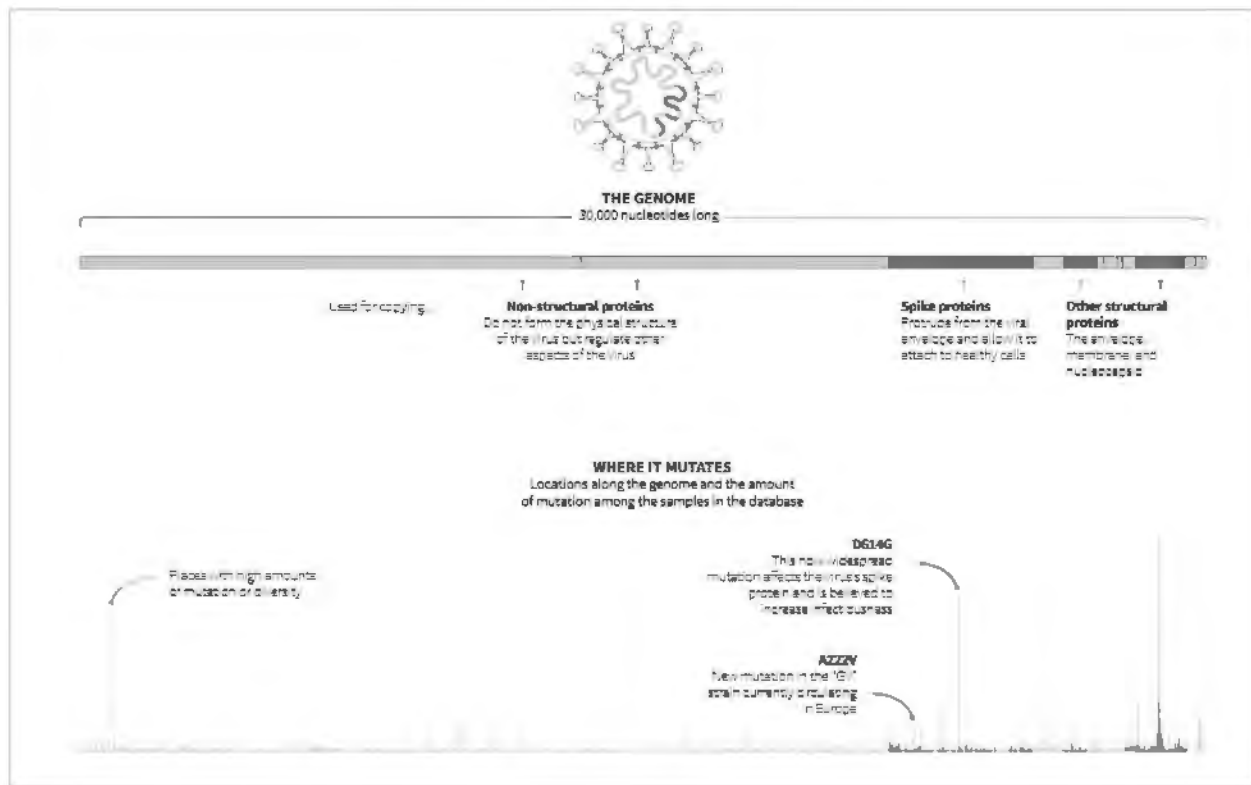 THE GENOME
30,000 nucleotides long
Used for copying
Non-structural proteins
Do not form the physical structure
of the virus but regulate other
aspects of the virus
Spike proteins
Protrude from the viral
envelope and allow it to
attach to healthy cells
Other structural
proteins
The envelope,
membrane, and
nucleocapsid
WHERE IT MUTATES
Locations along the genome and the amount
of mutation among the samples in the database
Places with high amounts
of mutation or diversity
D614G
This now widespread
mutation affects the virus's spike
protein and is believed to
increase infectiousness
A222V
New mutation in the "GV"
strain currently circulating
in Europe